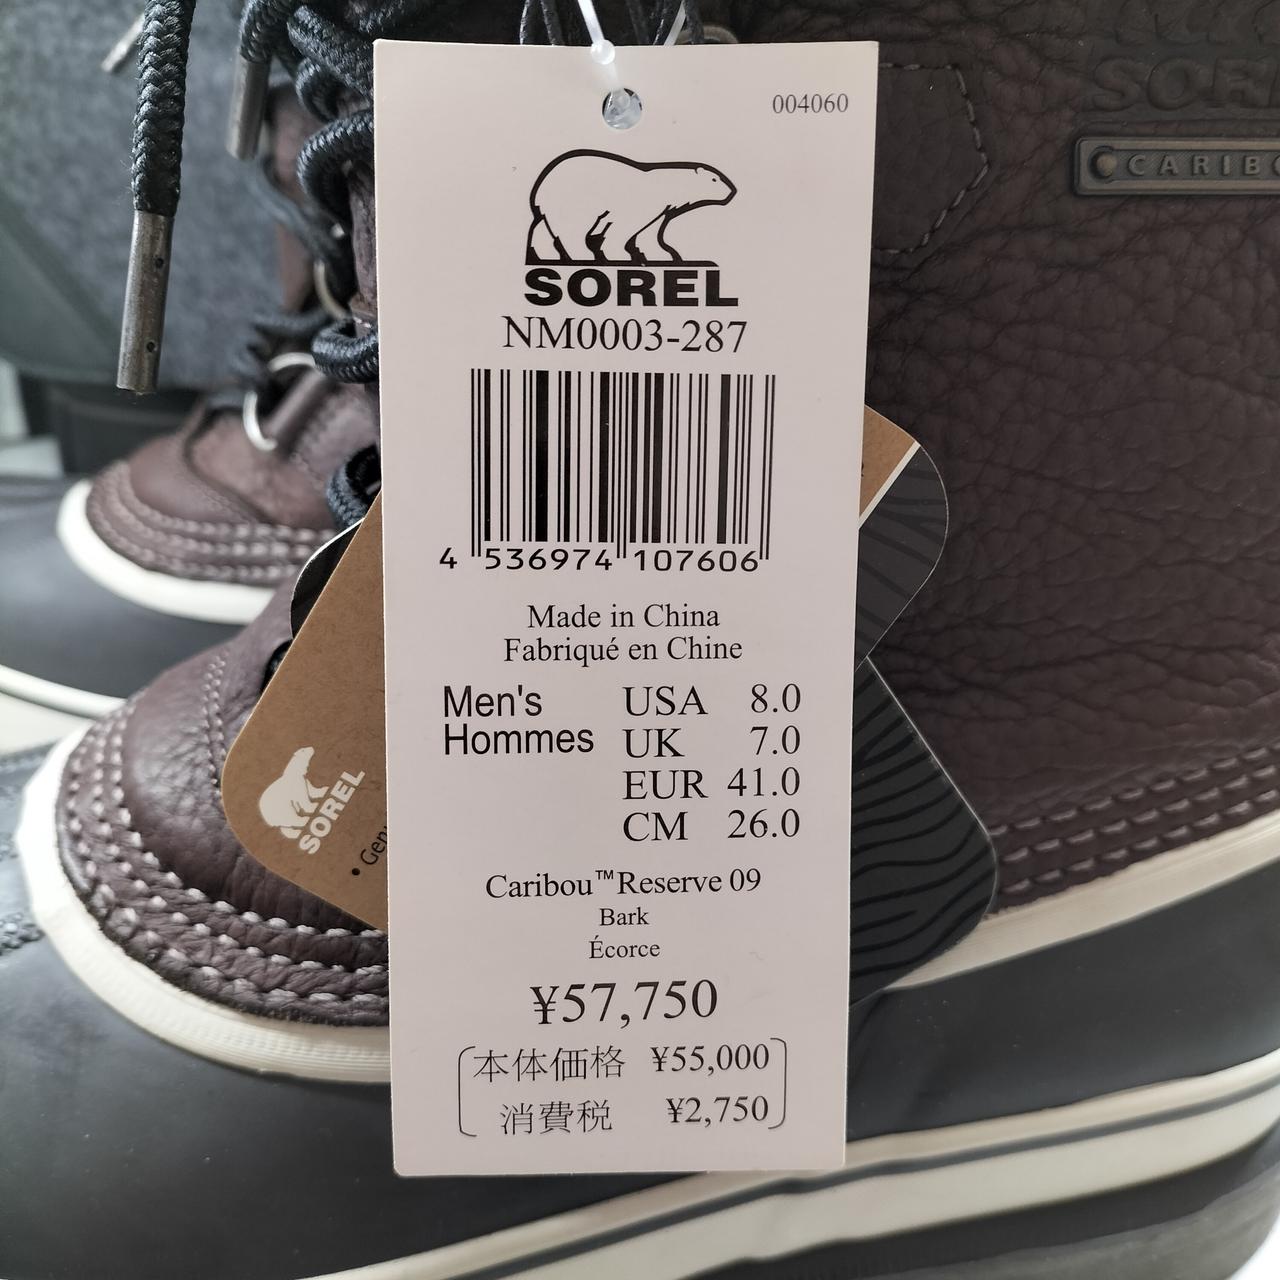 004060
SOREL
NM0003-287
4 536974 107606
Made in China
Fabriqué en Chine
Men's USA 8.0
Hommes UK 7.0
EUR 41.0
CM 26.0
Caribou™Reserve 09
Bark
Écorce
¥57,750
本体価格 ¥55,000
消費税 ¥2,750
SOREL